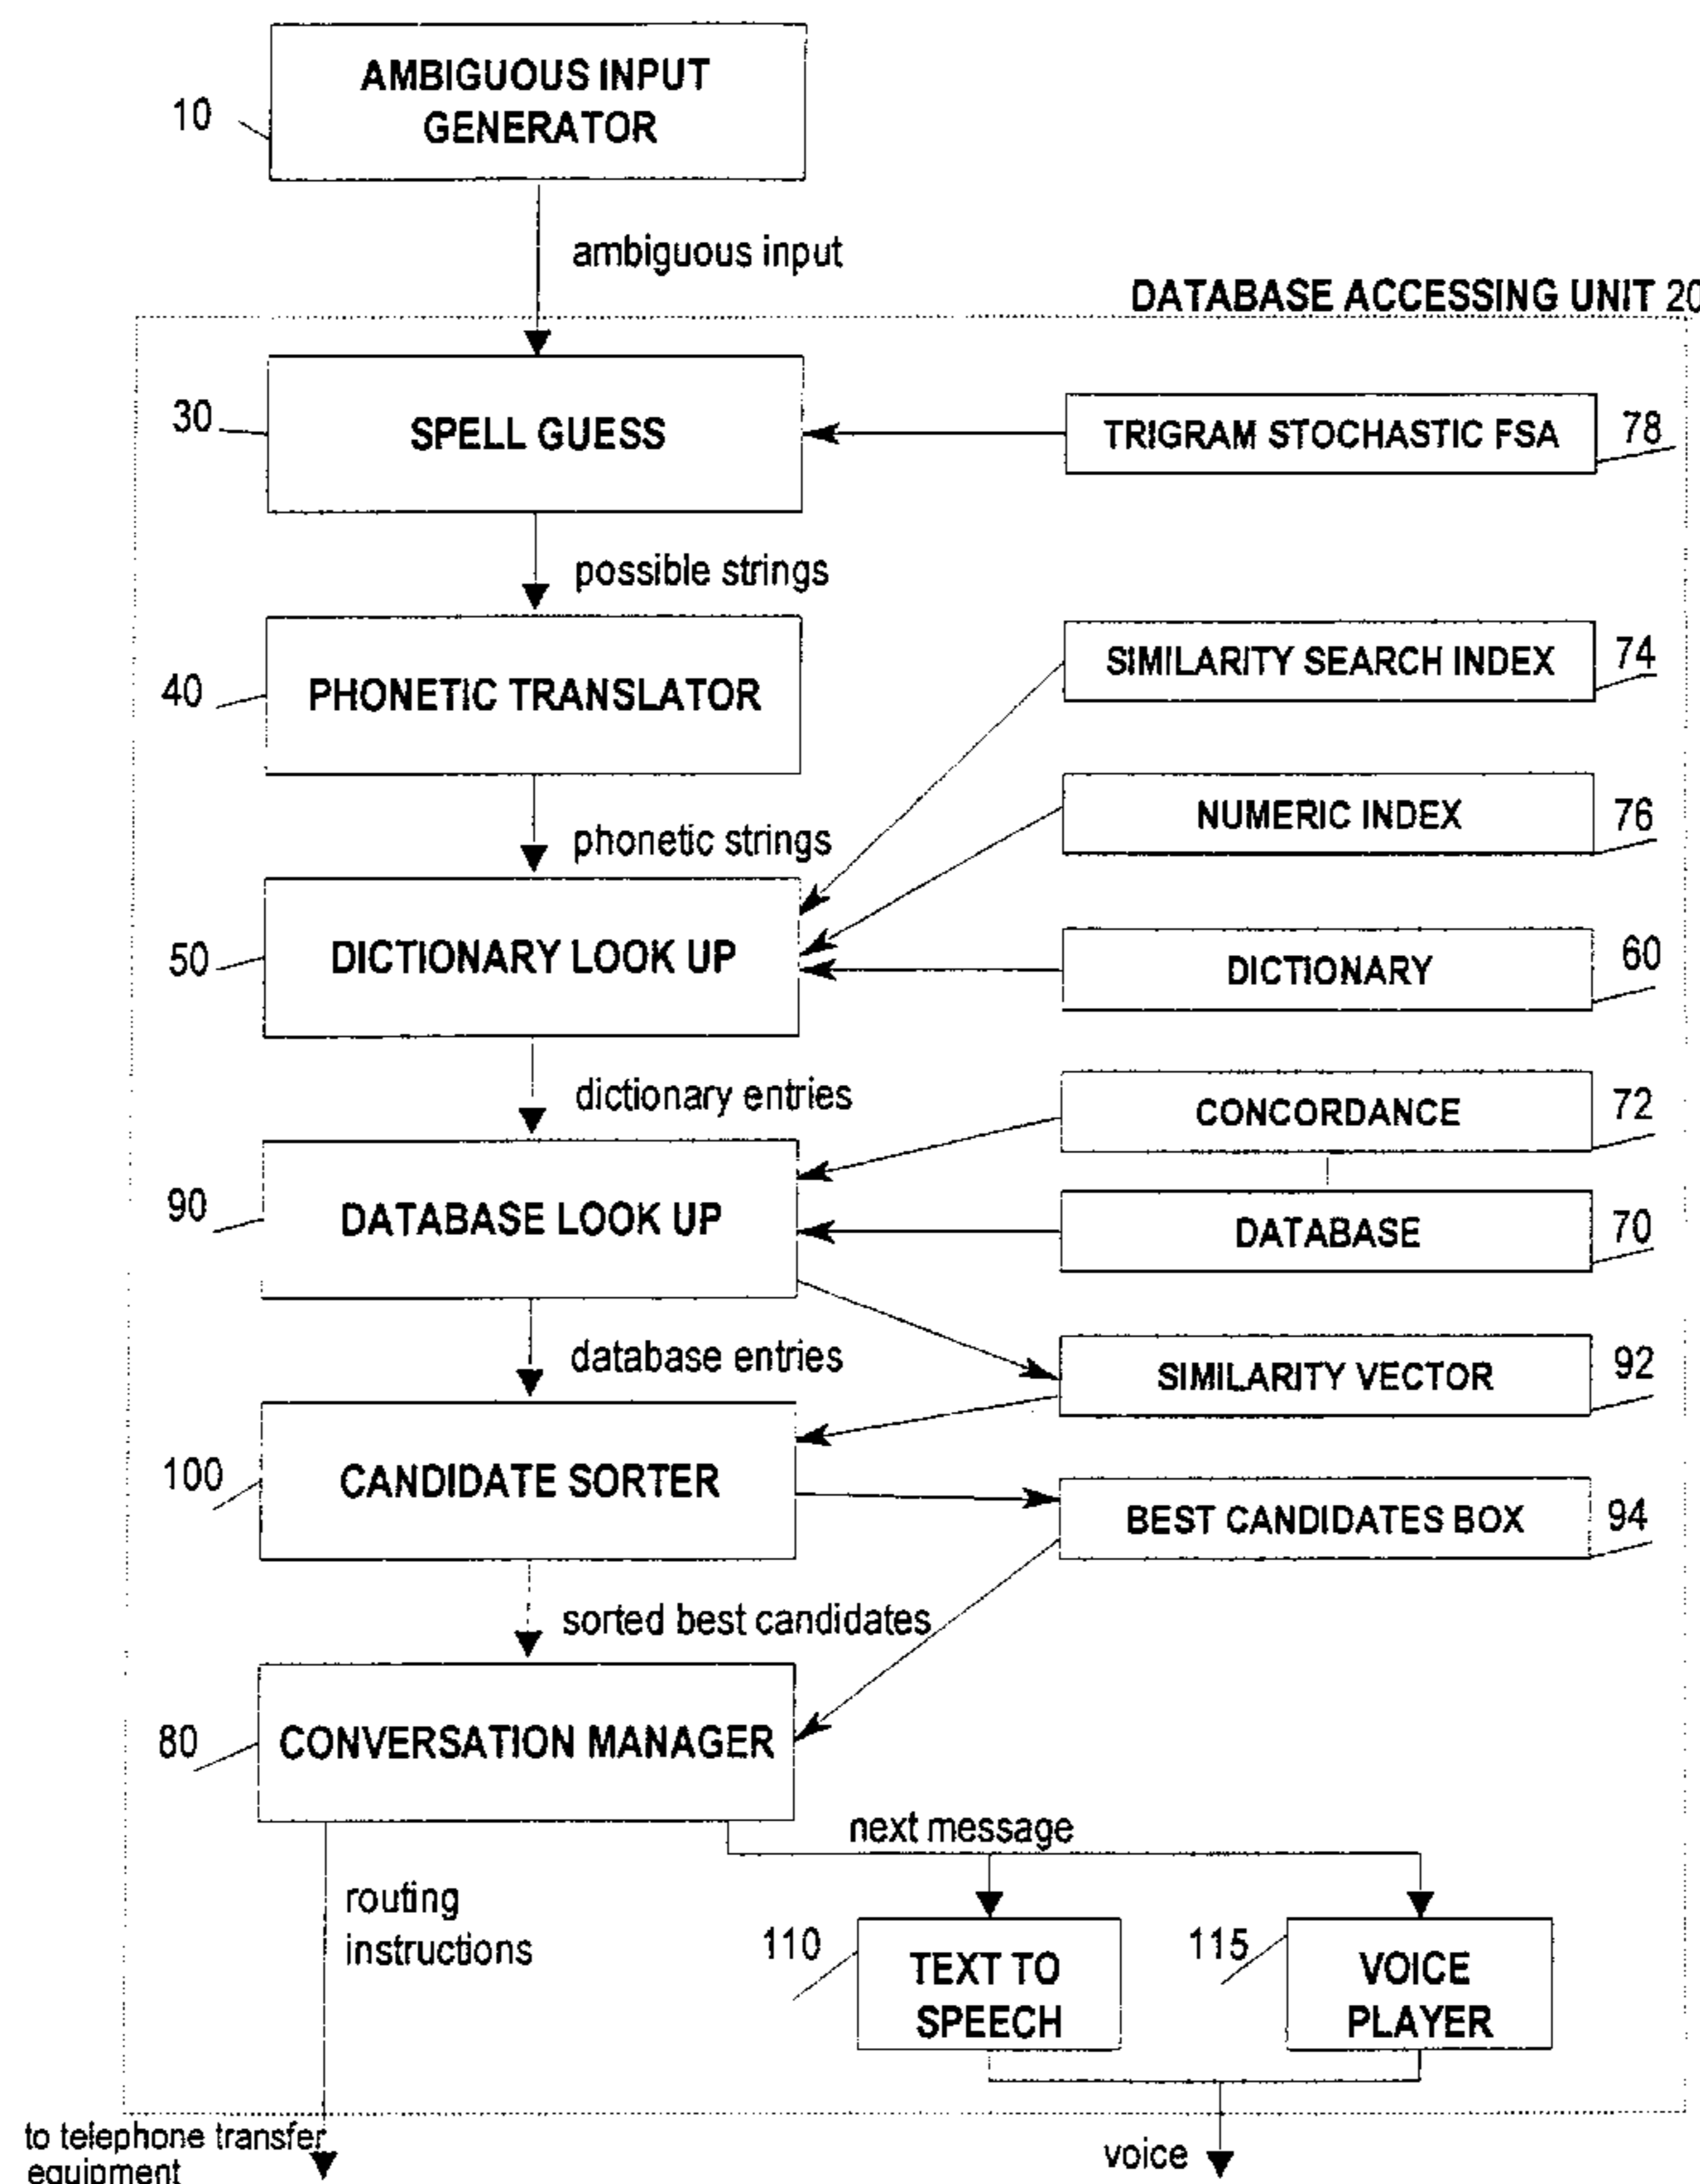 AMBIGUOUS INPUT
GENERATOR
10
ambiguous input
DATABASE ACCESSING UNIT 20
30
SPELL GUESS
TRIGRAM STOCHASTIC FSA
78
possible strings
40
PHONETIC TRANSLATOR
SIMILARITY SEARCH INDEX
74
NUMERIC INDEX
76
phonetic strings
50
DICTIONARY LOOK UP
DICTIONARY
60
dictionary entries
CONCORDANCE
72
90
DATABASE LOOK UP
DATABASE
70
database entries
SIMILARITY VECTOR
92
100
CANDIDATE SORTER
BEST CANDIDATES BOX
94
sorted best candidates
80
CONVERSATION MANAGER
next message
routing
instructions
110
TEXT TO
SPEECH
115
VOICE
PLAYER
to telephone transfer
equipment
voice